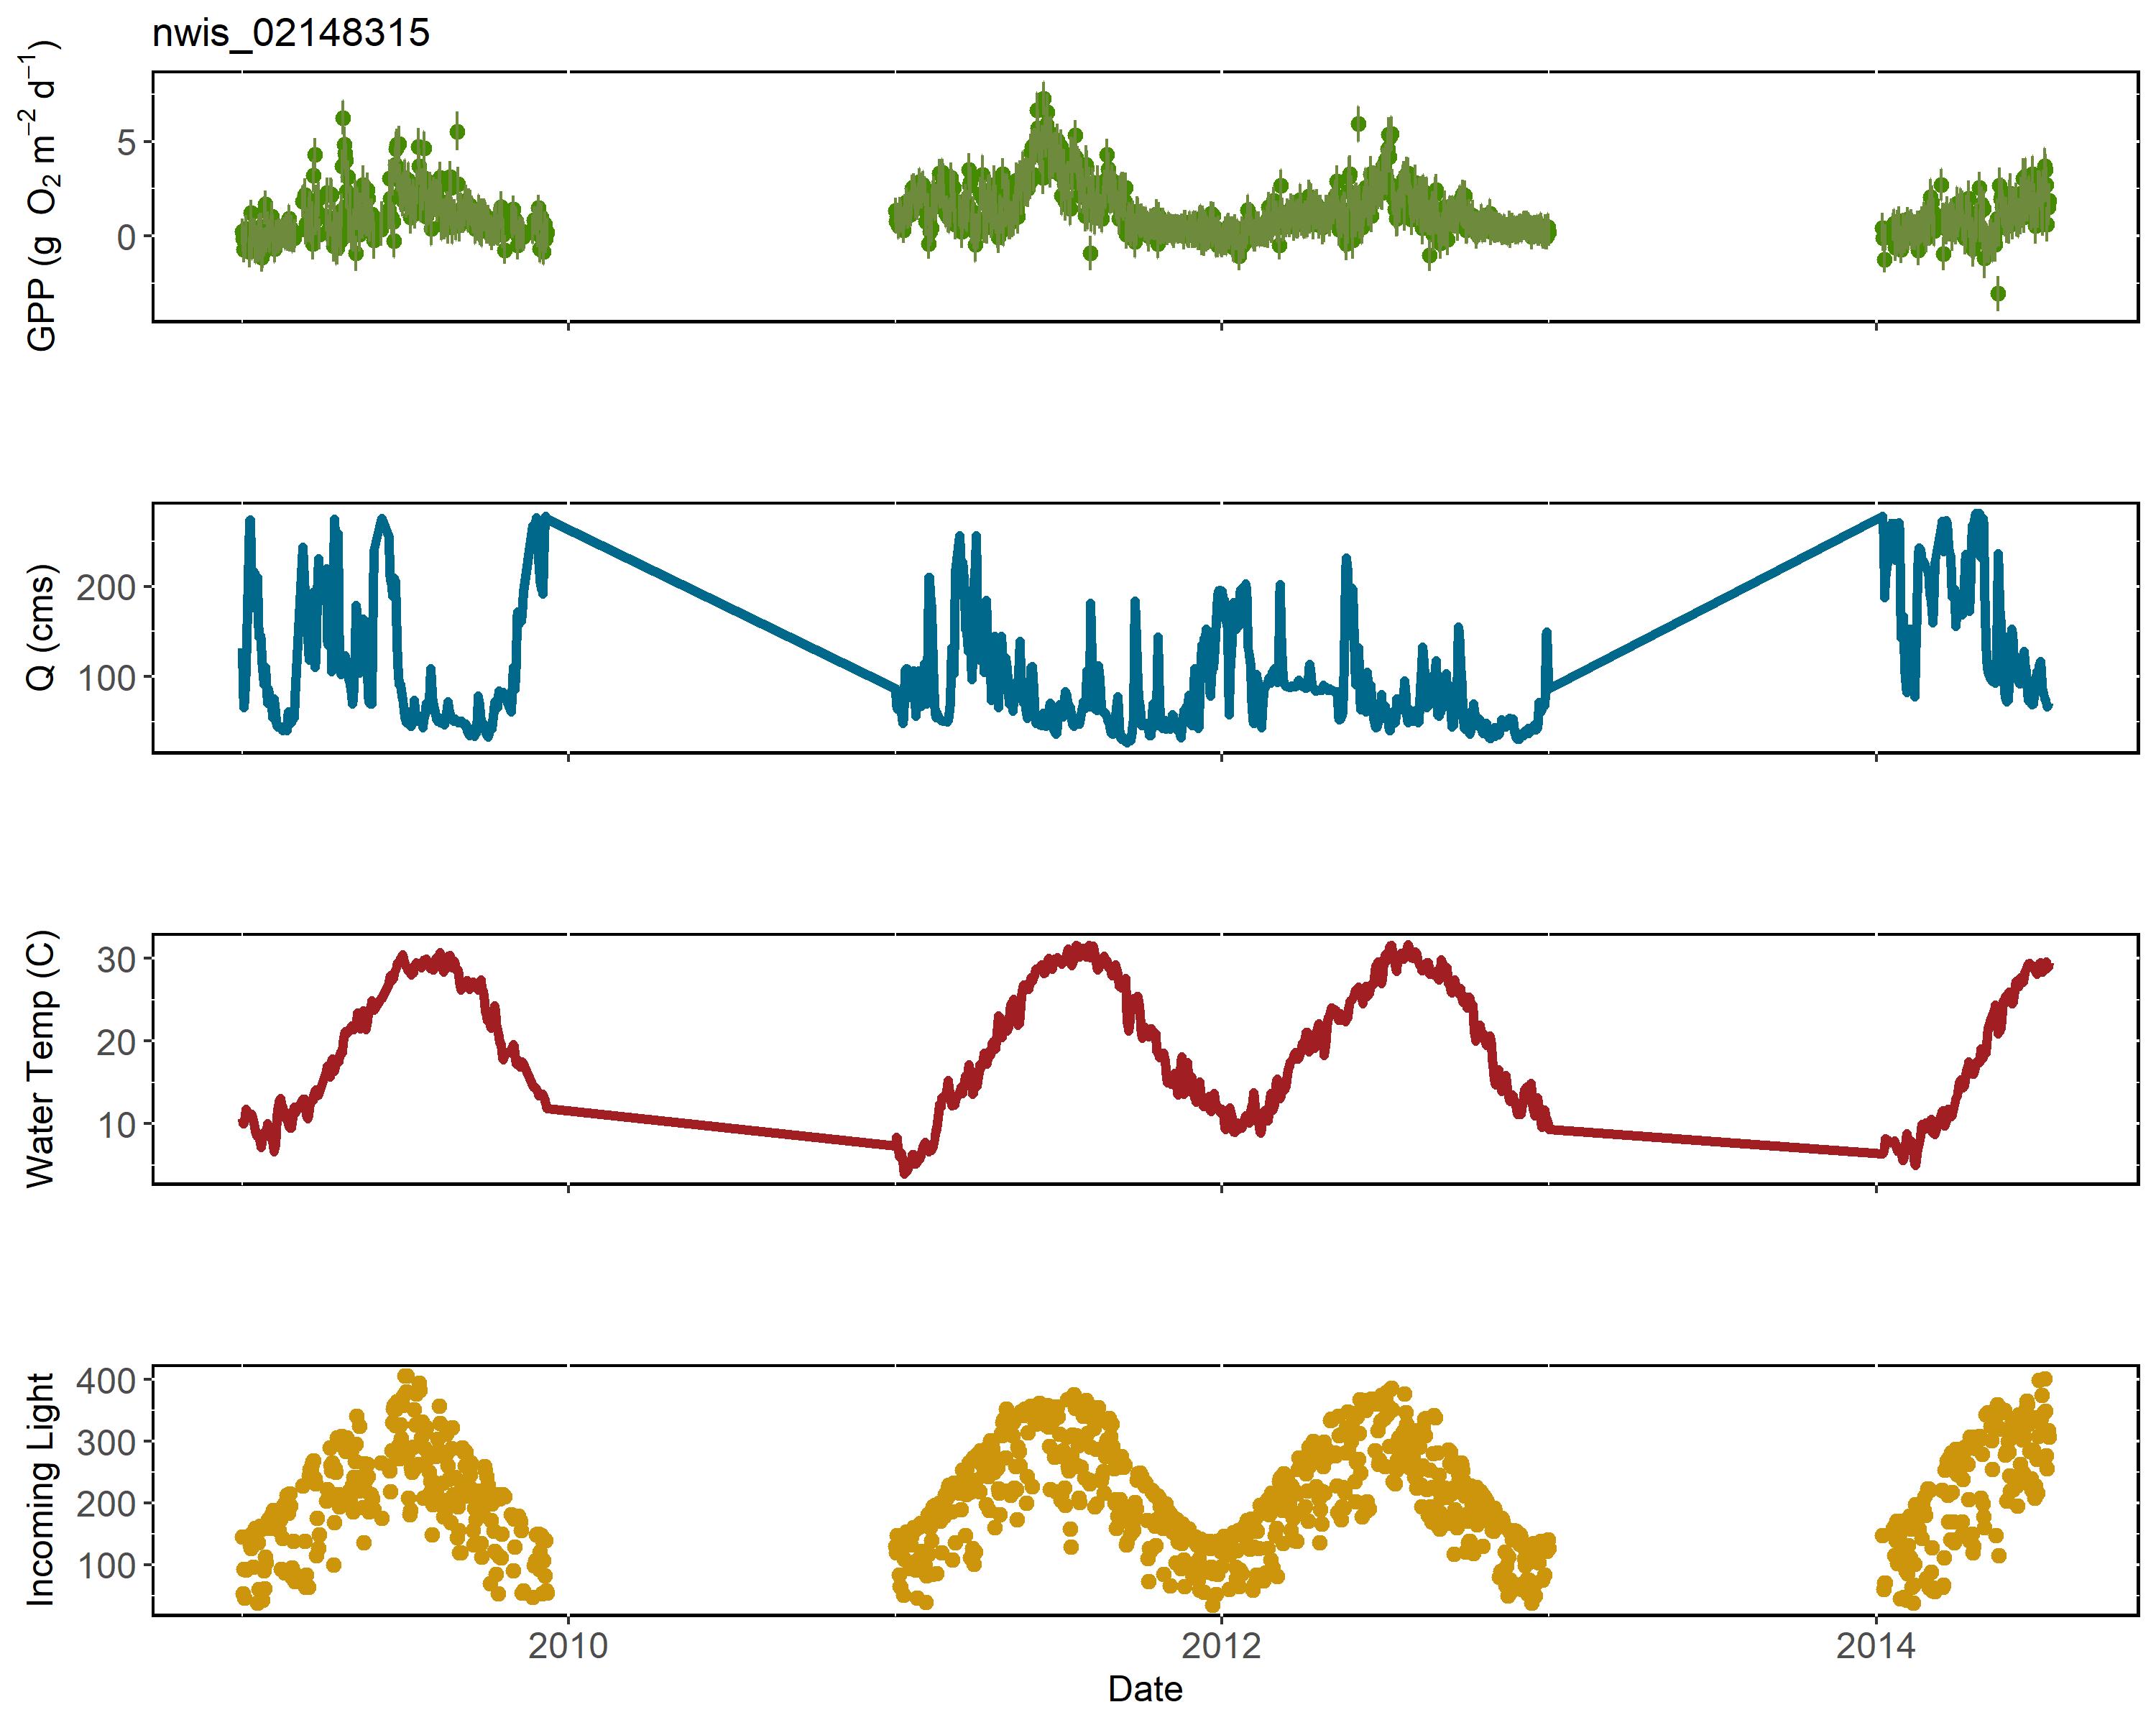 nwis_02148315
GPP (g O₂ m⁻² d⁻¹)
5
0
Q (cms)
200
100
Water Temp (C)
30
20
10
Incoming Light
400
300
200
100
2010 2012 2014
Date